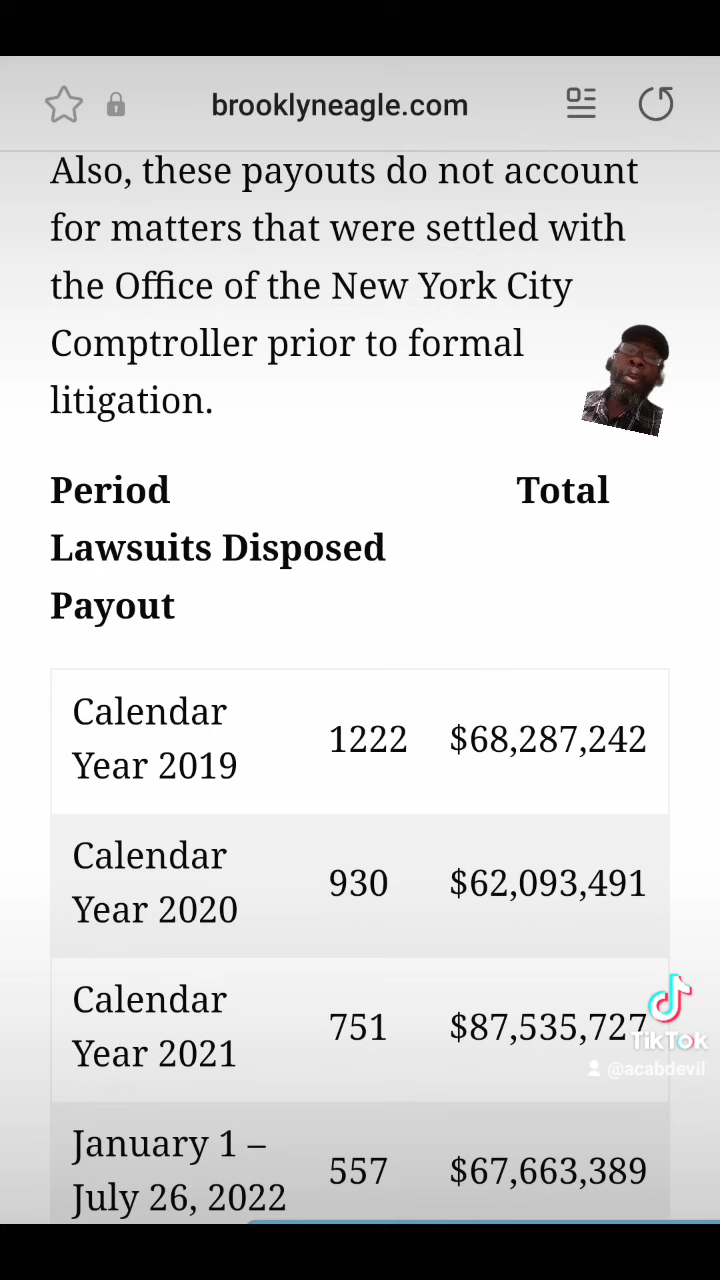 brooklyneagle.com
Also, these payouts do not account
for matters that were settled with
the Office of the New York City
Comptroller prior to formal
litigation.
Period Total
Lawsuits Disposed
Payout
Calendar
Year 2019 1222 $68,287,242
Calendar
Year 2020 930 $62,093,491
Calendar
Year 2021 751 $87,535,727
TikTok
@acabdevil
January 1 –
July 26, 2022 557 $67,663,389